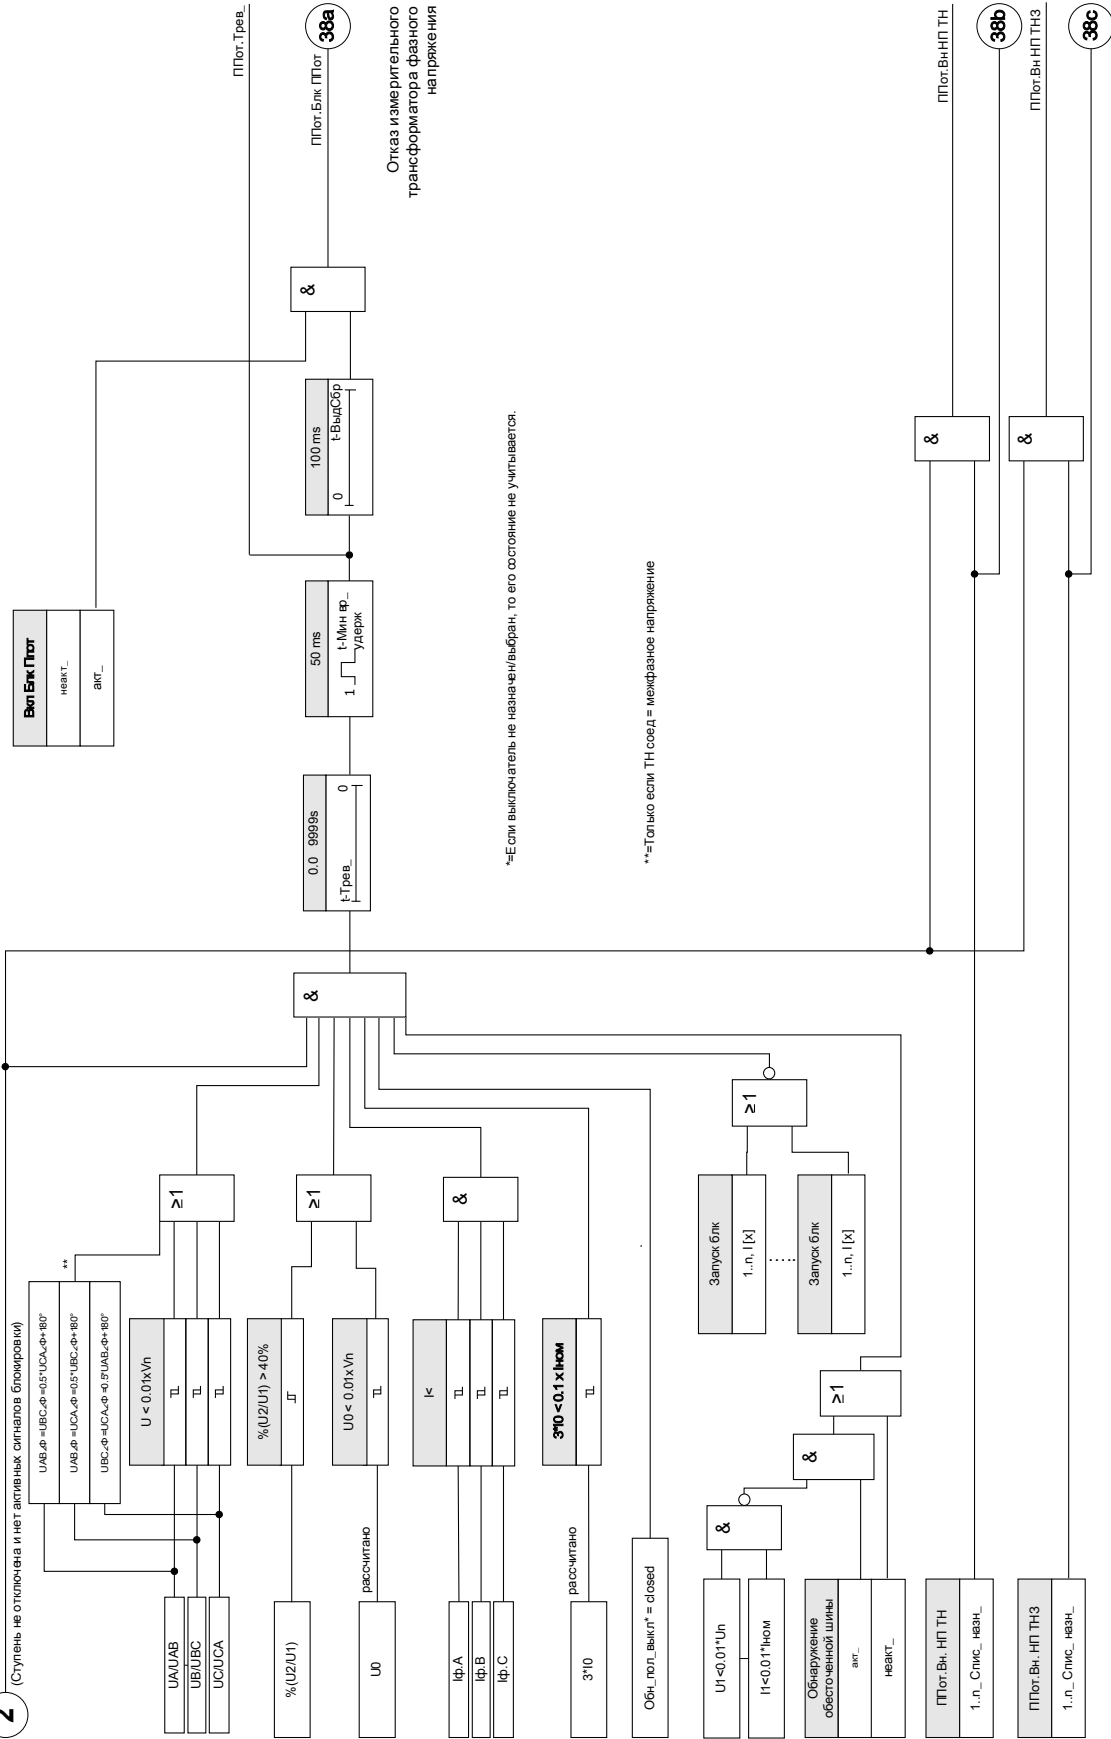 2
(Ступень не отключена и нет активных сигналов блокировки)
UAB∠Φ =UBC∠Φ =0.5*UCA∠Φ+180°
UAB∠Φ =UCA∠Φ =0.5*UBC∠Φ+180°
UBC∠Φ =UCA∠Φ =0.5*UAB∠Φ+180°
**
UA/UAB
UB/UBC
UC/UCA
U < 0.01xVn
≥1
%(U2/U1)
%(U2/U1) > 40%
U0
рассчитано
U0 < 0.01xVn
≥1
Iф.A
Iф.B
Iф.C
I<
&
3*I0
рассчитано
3*I0 < 0.1 x Iном
Обн_пол_выкл* = closed
U1<0.01*Un
I1<0.01*Iном
&
Обнаружение
обесточенной шины
акт_
неакт_
&
≥1
Запуск блк
1..n, I [x]
......
Запуск блк
1..n, I [x]
≥1
&
0.0 9999s
t-Трев_
0
50 ms
1
t-Мин вр_
удерж
100 ms
0
t-ВыдСбр
Вкл Блк Ппот
неакт_
акт_
&
ППот.Трев_
ППот.Блк ППот
38a
Отказ измерительного
трансформатора фазного
напряжения
*=Если выключатель не назначен/выбран, то его состояние не учитывается.
**=Только если ТН соед = межфазное напряжение
ППот.Вн. НП ТН
1..n_ Спис_ назн_
ППот.Вн. НП ТНЗ
1..n_ Спис_ назн_
&
ППот.Вн НП ТН
38b
&
ППот.Вн НП ТНЗ
38c